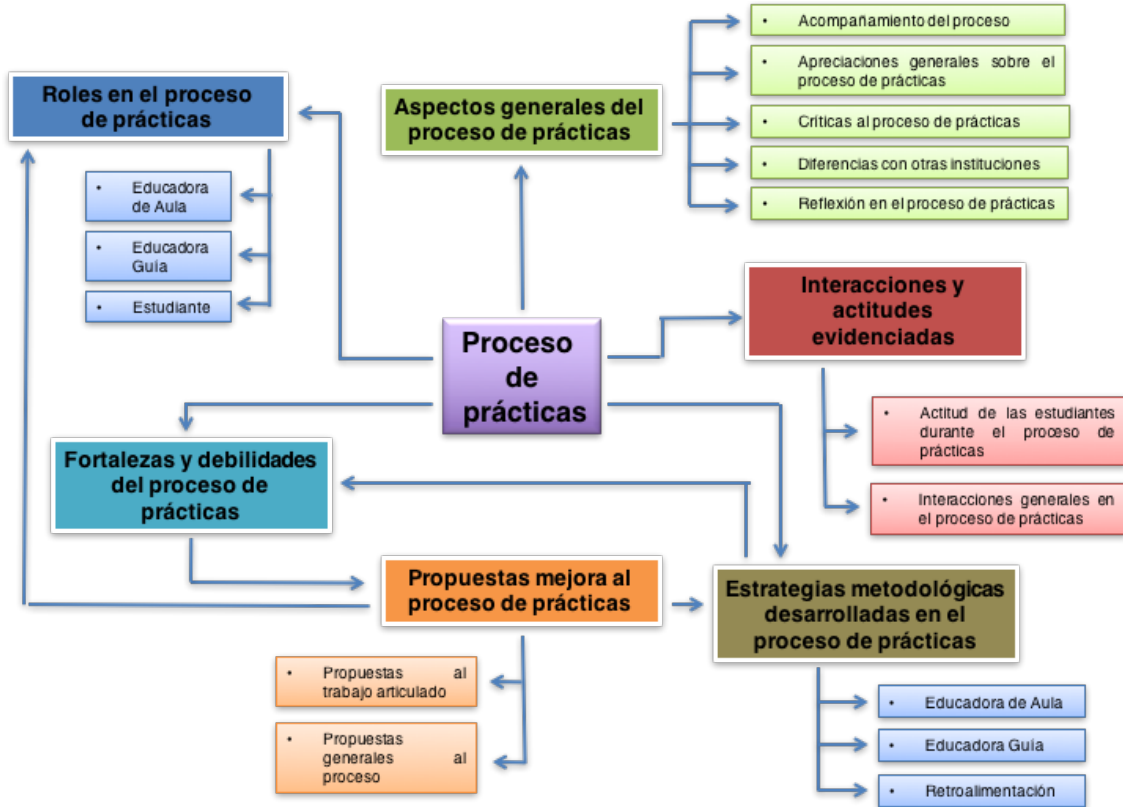 Roles en el proceso
de prácticas
• Educadora
de Aula
• Educadora
Guía
• Estudiante
Aspectos generales del
proceso de prácticas
• Acompañamiento del proceso
• Apreciaciones generales sobre el
proceso de prácticas
• Críticas al proceso de prácticas
• Diferencias con otras instituciones
• Reflexión en el proceso de prácticas
Proceso
de
prácticas
Interacciones y
actitudes
evidenciadas
• Actitud de las estudiantes
durante el proceso de
prácticas
• Interacciones generales en
el proceso de prácticas
Fortalezas y debilidades
del proceso de
prácticas
Propuestas mejora al
proceso de prácticas
• Propuestas al
trabajo articulado
• Propuestas
generales al
proceso
Estrategias metodológicas
desarrolladas en el
proceso de prácticas
• Educadora de Aula
• Educadora Guía
• Retroalimentación